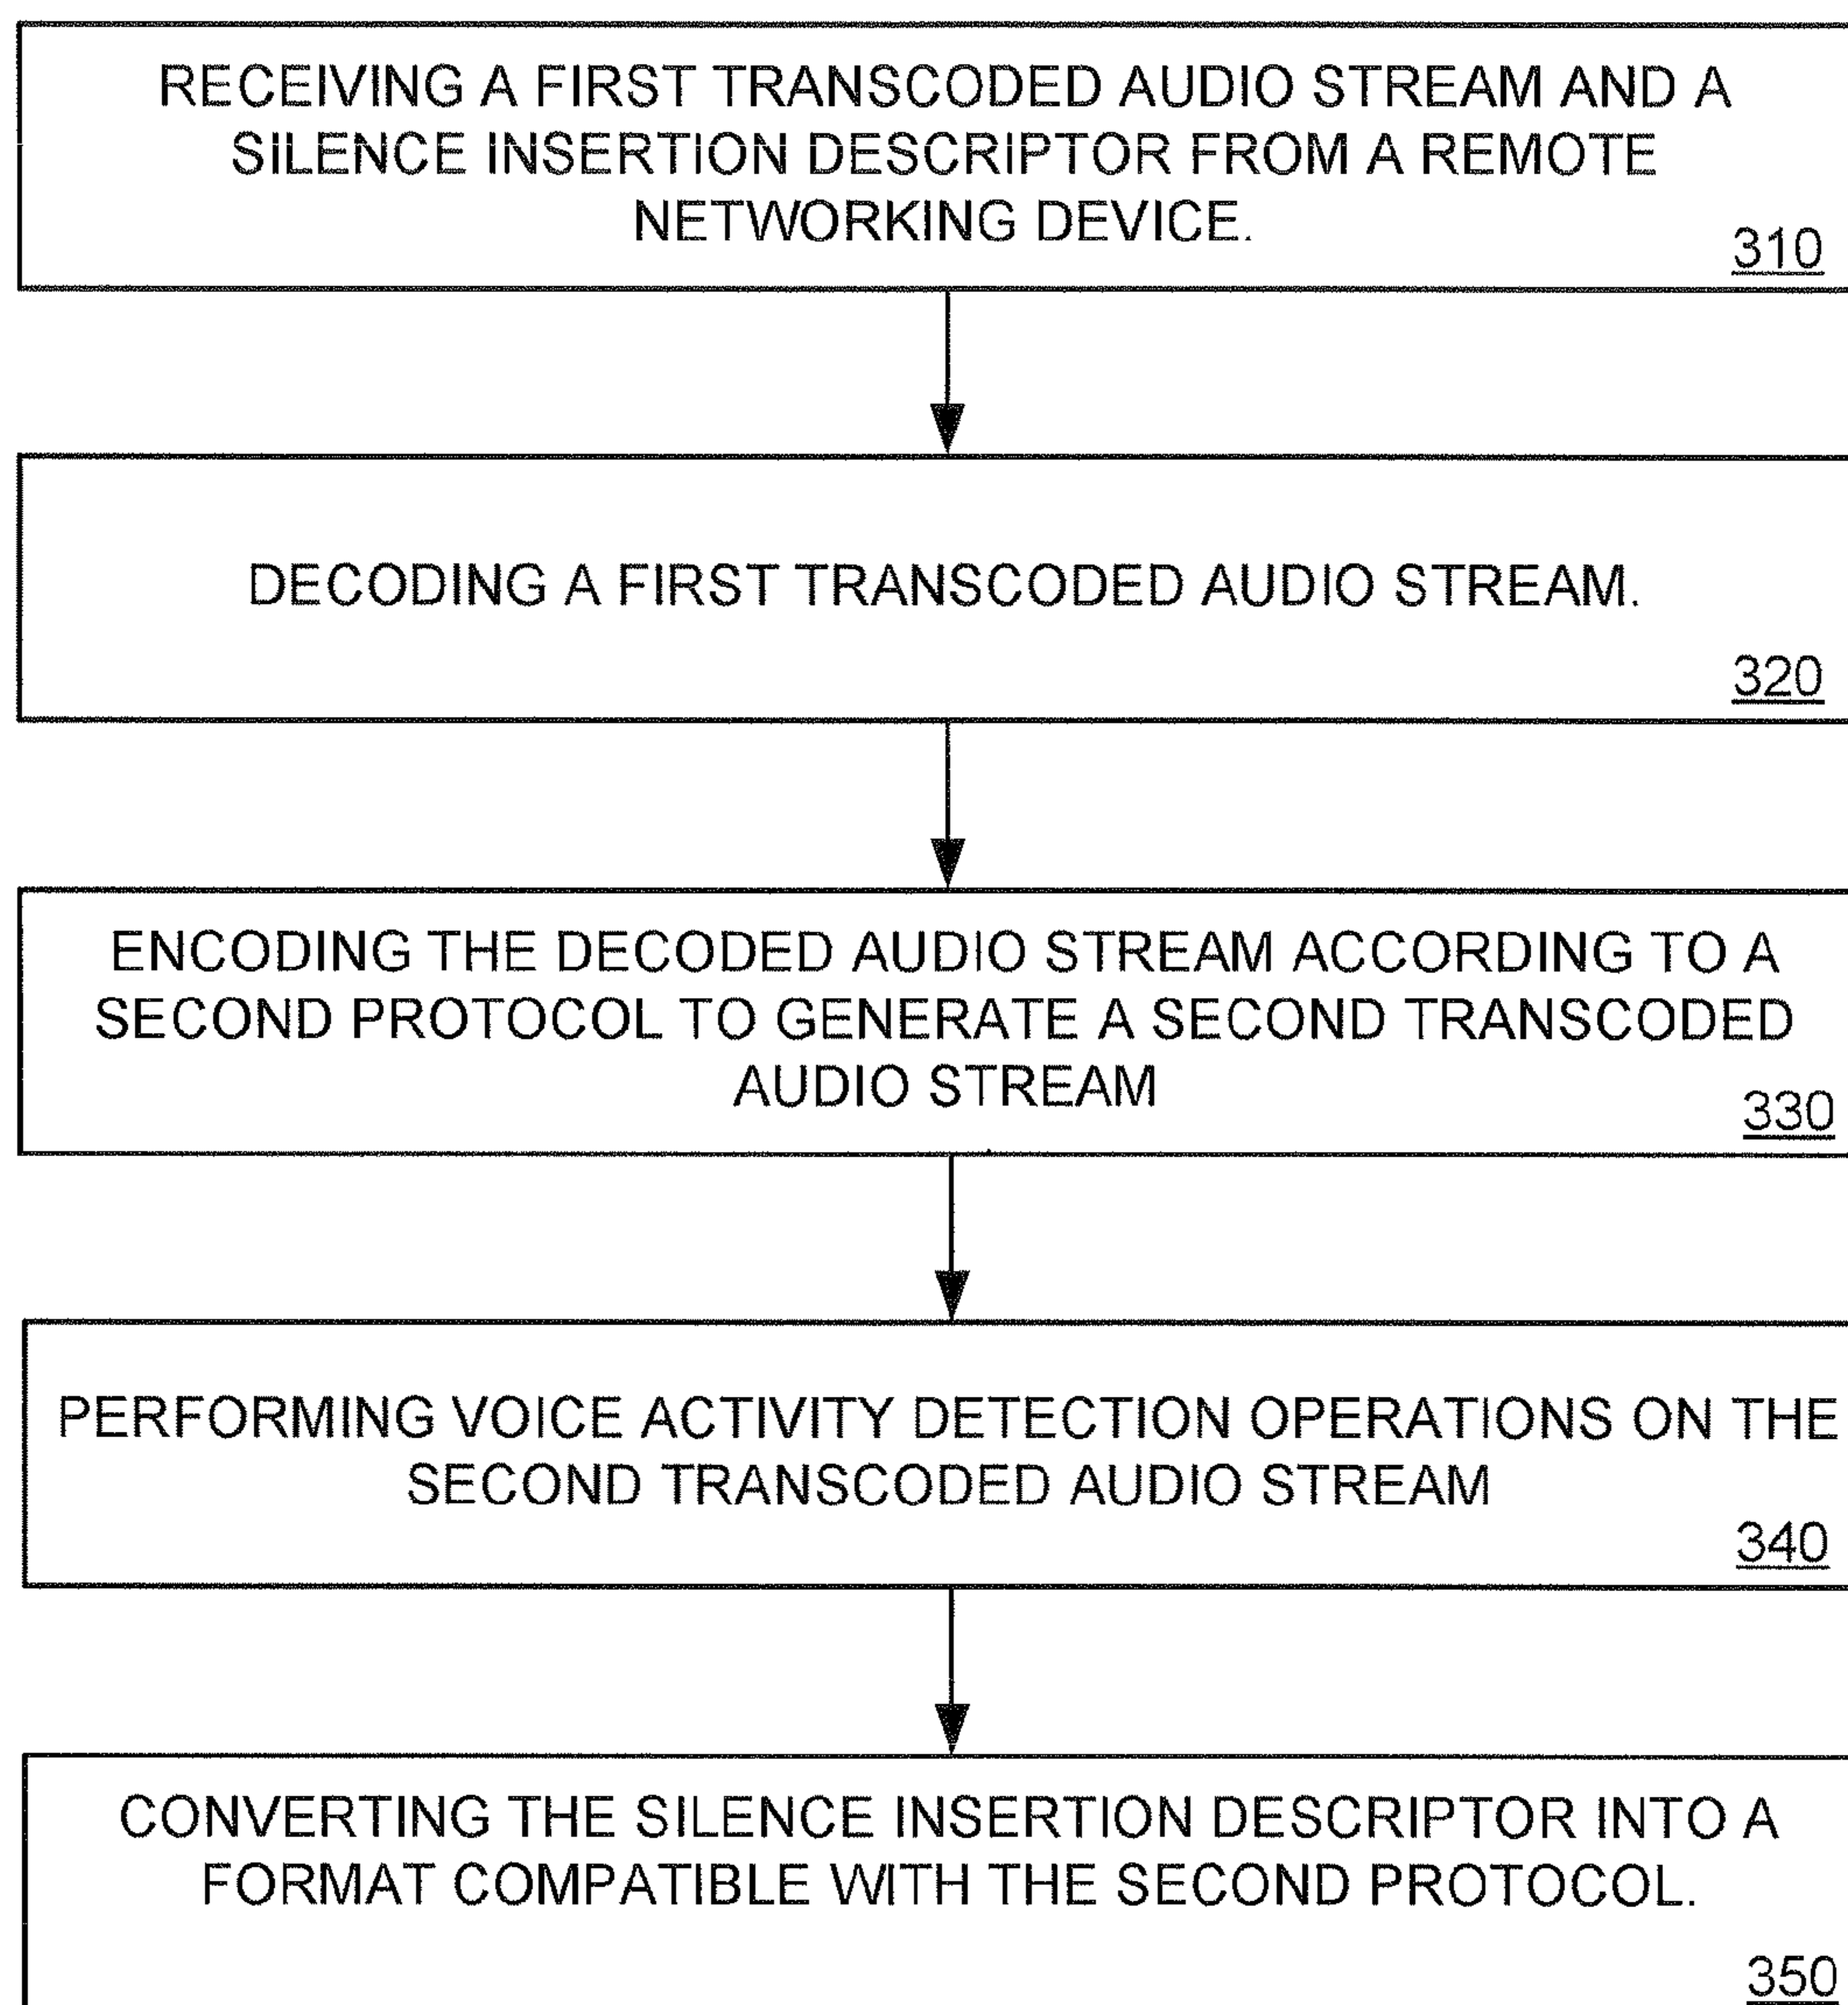 RECEIVING A FIRST TRANSCODED AUDIO STREAM AND A
SILENCE INSERTION DESCRIPTOR FROM A REMOTE
NETWORKING DEVICE.
310
DECODING A FIRST TRANSCODED AUDIO STREAM.
320
ENCODING THE DECODED AUDIO STREAM ACCORDING TO A
SECOND PROTOCOL TO GENERATE A SECOND TRANSCODED
AUDIO STREAM
330
PERFORMING VOICE ACTIVITY DETECTION OPERATIONS ON THE
SECOND TRANSCODED AUDIO STREAM
340
CONVERTING THE SILENCE INSERTION DESCRIPTOR INTO A
FORMAT COMPATIBLE WITH THE SECOND PROTOCOL.
350